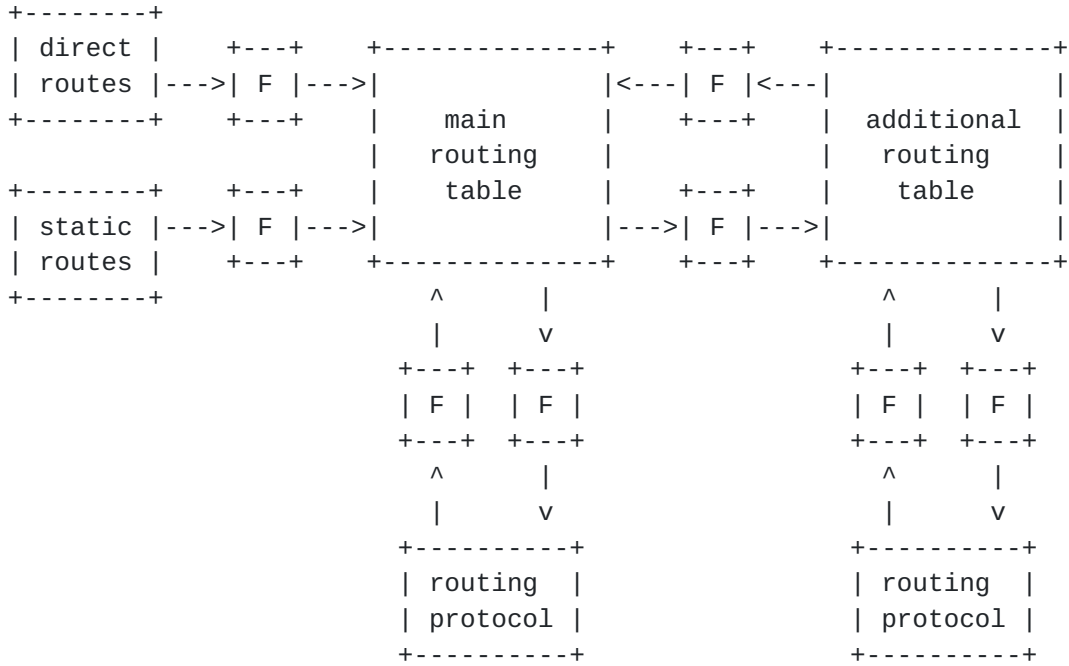 direct
routes
F
F
main
routing
table
additional
routing
table
static
routes
F
F
F
F
F
F
routing
protocol
routing
protocol